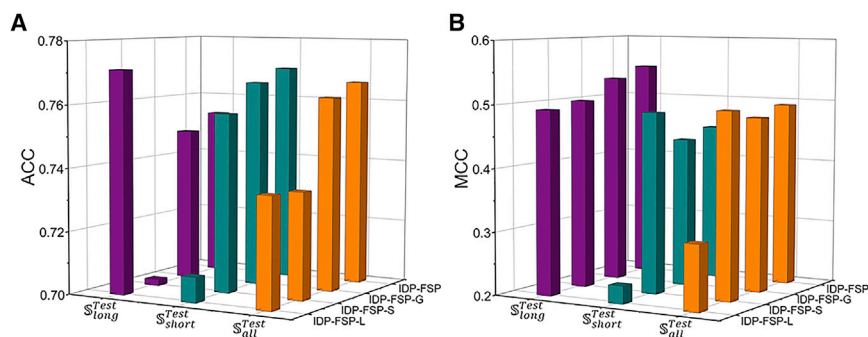 A
ACC
0.78
0.76
0.74
0.72
0.70
𝕊_long^Test
𝕊_short^Test
𝕊_all^Test
IDP-FSP-L
IDP-FSP-S
IDP-FSP-G
IDP-FSP
B
MCC
0.6
0.5
0.4
0.3
0.2
𝕊_long^Test
𝕊_short^Test
𝕊_all^Test
IDP-FSP-L
IDP-FSP-S
IDP-FSP-G
IDP-FSP